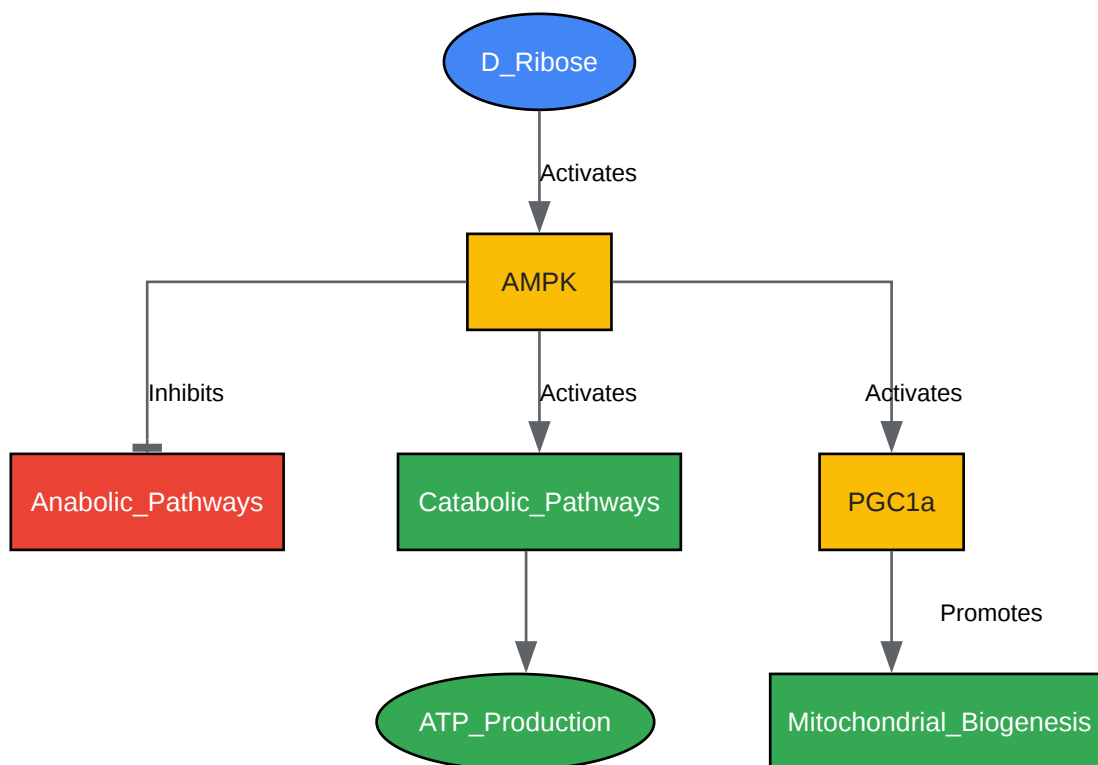 D_Ribose
Activates
AMPK
Inhibits
Activates
Activates
Anabolic_Pathways
Catabolic_Pathways
PGC1a
Promotes
ATP_Production
Mitochondrial_Biogenesis